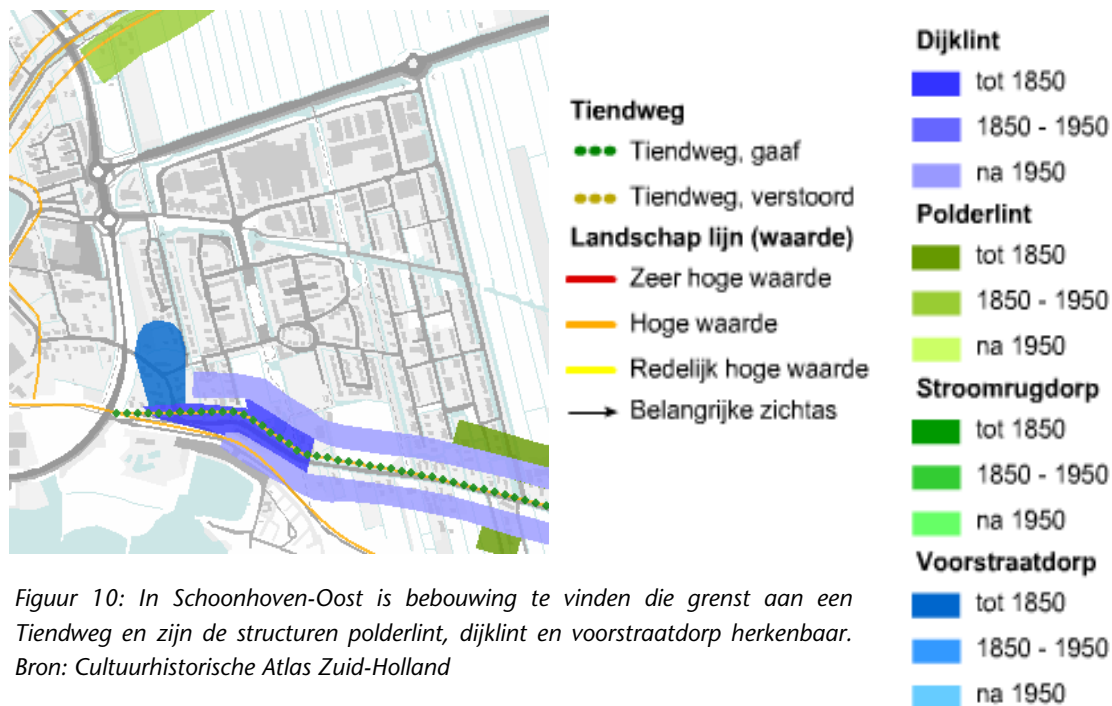 Tiendweg
Tiendweg, gaaf
Tiendweg, verstoord
Landschap lijn (waarde)
Zeer hoge waarde
Hoge waarde
Redelijk hoge waarde
Belangrijke zichtas
Dijklint
tot 1850
1850 - 1950
na 1950
Polderlint
tot 1850
1850 - 1950
na 1950
Stroomrugdorp
tot 1850
1850 - 1950
na 1950
Voorstraatdorp
tot 1850
1850 - 1950
na 1950
Figuur 10: In Schoonhoven-Oost is bebouwing te vinden die grenst aan een
Tiendweg en zijn de structuren polderlint, dijklint en voorstraatdorp herkenbaar.
Bron: Cultuurhistorische Atlas Zuid-Holland